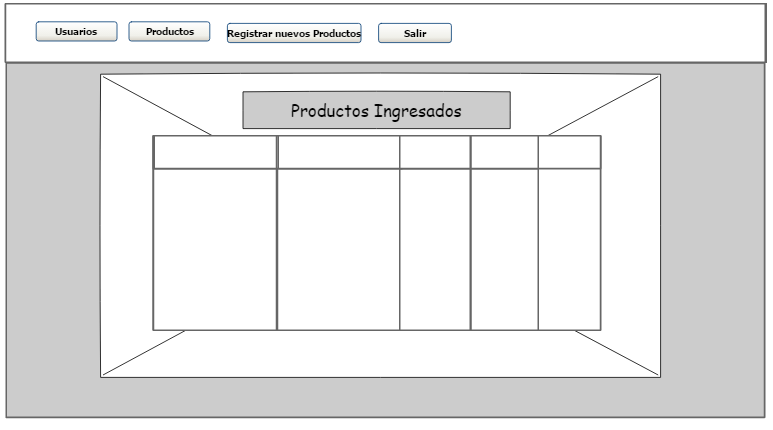 Usuarios
Productos
Registrar nuevos Productos
Salir
Productos Ingresados